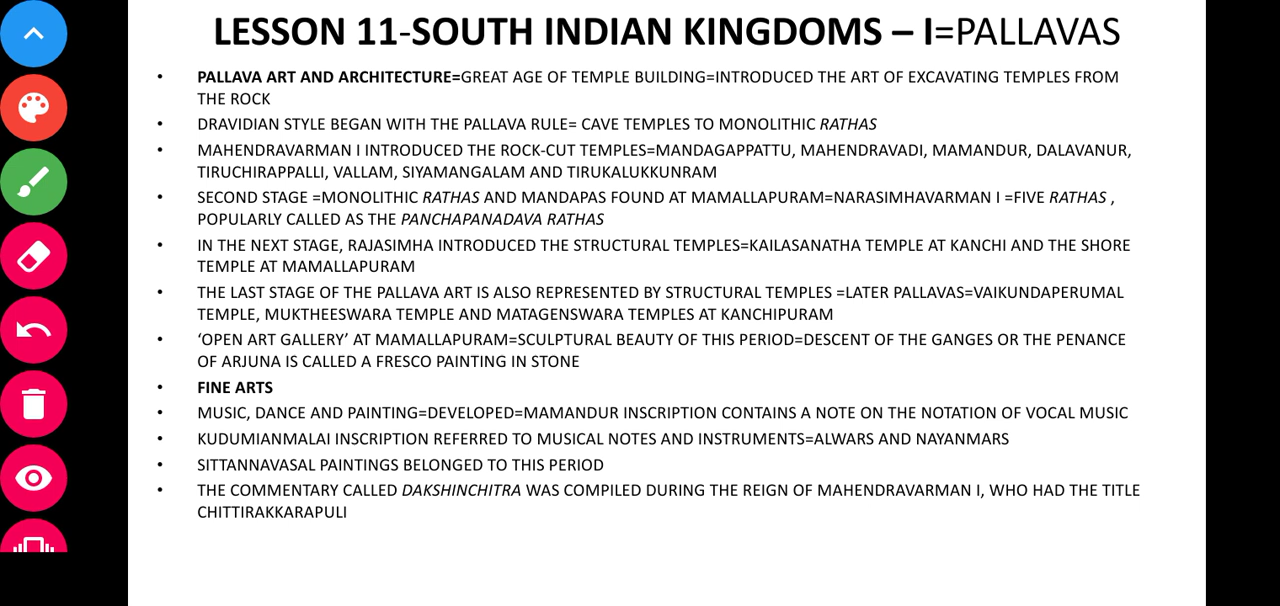 LESSON 11-SOUTH INDIAN KINGDOMS – I=PALLAVAS
• PALLAVA ART AND ARCHITECTURE=GREAT AGE OF TEMPLE BUILDING=INTRODUCED THE ART OF EXCAVATING TEMPLES FROM
THE ROCK
• DRAVIDIAN STYLE BEGAN WITH THE PALLAVA RULE= CAVE TEMPLES TO MONOLITHIC RATHAS
• MAHENDRAVARMAN I INTRODUCED THE ROCK-CUT TEMPLES=MANDAGAPPATTU, MAHENDRAVADI, MAMANDUR, DALAVANUR,
TIRUCHIRAPPALLI, VALLAM, SIYAMANGALAM AND TIRUKALUKKUNRAM
• SECOND STAGE =MONOLITHIC RATHAS AND MANDAPAS FOUND AT MAMALLAPURAM=NARASIMHAVARMAN I =FIVE RATHAS ,
POPULARLY CALLED AS THE PANCHAPANADAVA RATHAS
• IN THE NEXT STAGE, RAJASIMHA INTRODUCED THE STRUCTURAL TEMPLES=KAILASANATHA TEMPLE AT KANCHI AND THE SHORE
TEMPLE AT MAMALLAPURAM
• THE LAST STAGE OF THE PALLAVA ART IS ALSO REPRESENTED BY STRUCTURAL TEMPLES =LATER PALLAVAS=VAIKUNDAPERUMAL
TEMPLE, MUKTHEESWARA TEMPLE AND MATAGENSWARA TEMPLES AT KANCHIPURAM
• ‘OPEN ART GALLERY’ AT MAMALLAPURAM=SCULPTURAL BEAUTY OF THIS PERIOD=DESCENT OF THE GANGES OR THE PENANCE
OF ARJUNA IS CALLED A FRESCO PAINTING IN STONE
• FINE ARTS
• MUSIC, DANCE AND PAINTING=DEVELOPED=MAMANDUR INSCRIPTION CONTAINS A NOTE ON THE NOTATION OF VOCAL MUSIC
• KUDUMIANMALAI INSCRIPTION REFERRED TO MUSICAL NOTES AND INSTRUMENTS=ALWARS AND NAYANMARS
• SITTANNAVASAL PAINTINGS BELONGED TO THIS PERIOD
• THE COMMENTARY CALLED DAKSHINCHITRA WAS COMPILED DURING THE REIGN OF MAHENDRAVARMAN I, WHO HAD THE TITLE
CHITTIRAKKARAPULI